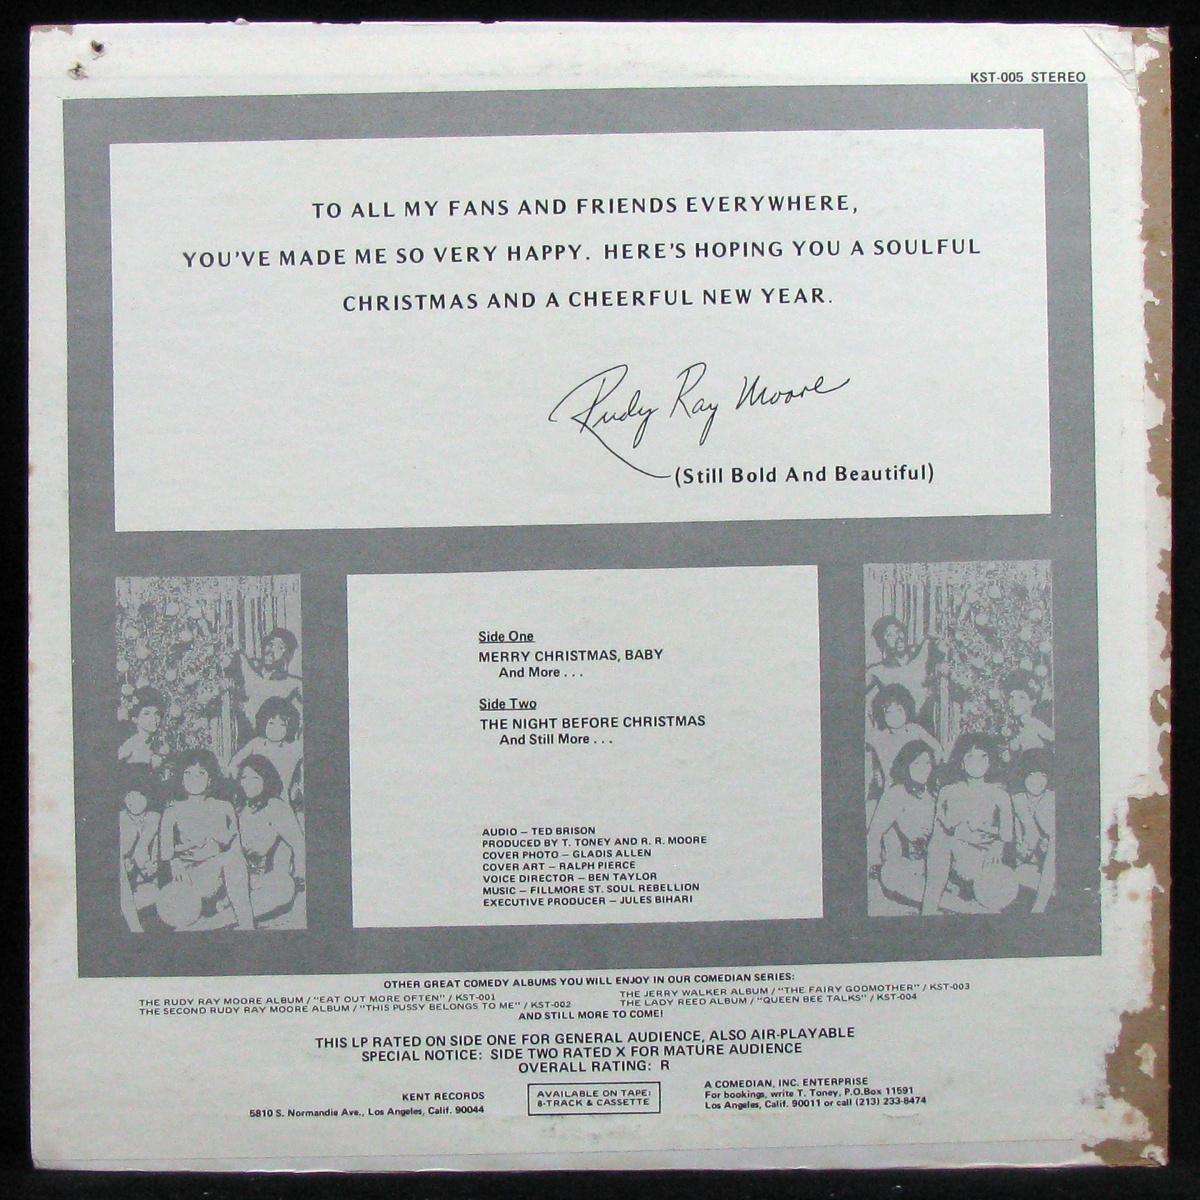 KST-005 STEREO
TO ALL MY FANS AND FRIENDS EVERYWHERE,
YOU'VE MADE ME SO VERY HAPPY. HERE'S HOPING YOU A SOULFUL
CHRISTMAS AND A CHEERFUL NEW YEAR.
Rudy Ray Moore
(Still Bold And Beautiful)
Side One
MERRY CHRISTMAS, BABY
And More . . .
Side Two
THE NIGHT BEFORE CHRISTMAS
And Still More . . .
AUDIO – TED BRISON
PRODUCED BY T. TONEY AND R. R. MOORE
COVER PHOTO – GLADIS ALLEN
COVER ART – RALPH PIERCE
VOICE DIRECTOR – BEN TAYLOR
MUSIC – FILLMORE ST. SOUL REBELLION
EXECUTIVE PRODUCER – JULES BIHARI
OTHER GREAT COMEDY ALBUMS YOU WILL ENJOY IN OUR COMEDIAN SERIES:
THE RUDY RAY MOORE ALBUM / "EAT OUT MORE OFTEN" / KST-001
THE SECOND RUDY RAY MOORE ALBUM / "THIS PUSSY BELONGS TO ME" / KST-002
THE JERRY WALKER ALBUM / "THE FAIRY GODMOTHER" / KST-003
THE LADY REED ALBUM / "QUEEN BEE TALKS" / KST-004
AND STILL MORE TO COME!
THIS LP RATED ON SIDE ONE FOR GENERAL AUDIENCE, ALSO AIR-PLAYABLE
SPECIAL NOTICE: SIDE TWO RATED X FOR MATURE AUDIENCE
OVERALL RATING: R
KENT RECORDS
5810 S. Normandie Ave., Los Angeles, Calif. 90044
AVAILABLE ON TAPE:
8-TRACK & CASSETTE
A COMEDIAN, INC. ENTERPRISE
For bookings, write T. Toney, P.O.Box 11591
Los Angeles, Calif. 90011 or call (213) 233-8474